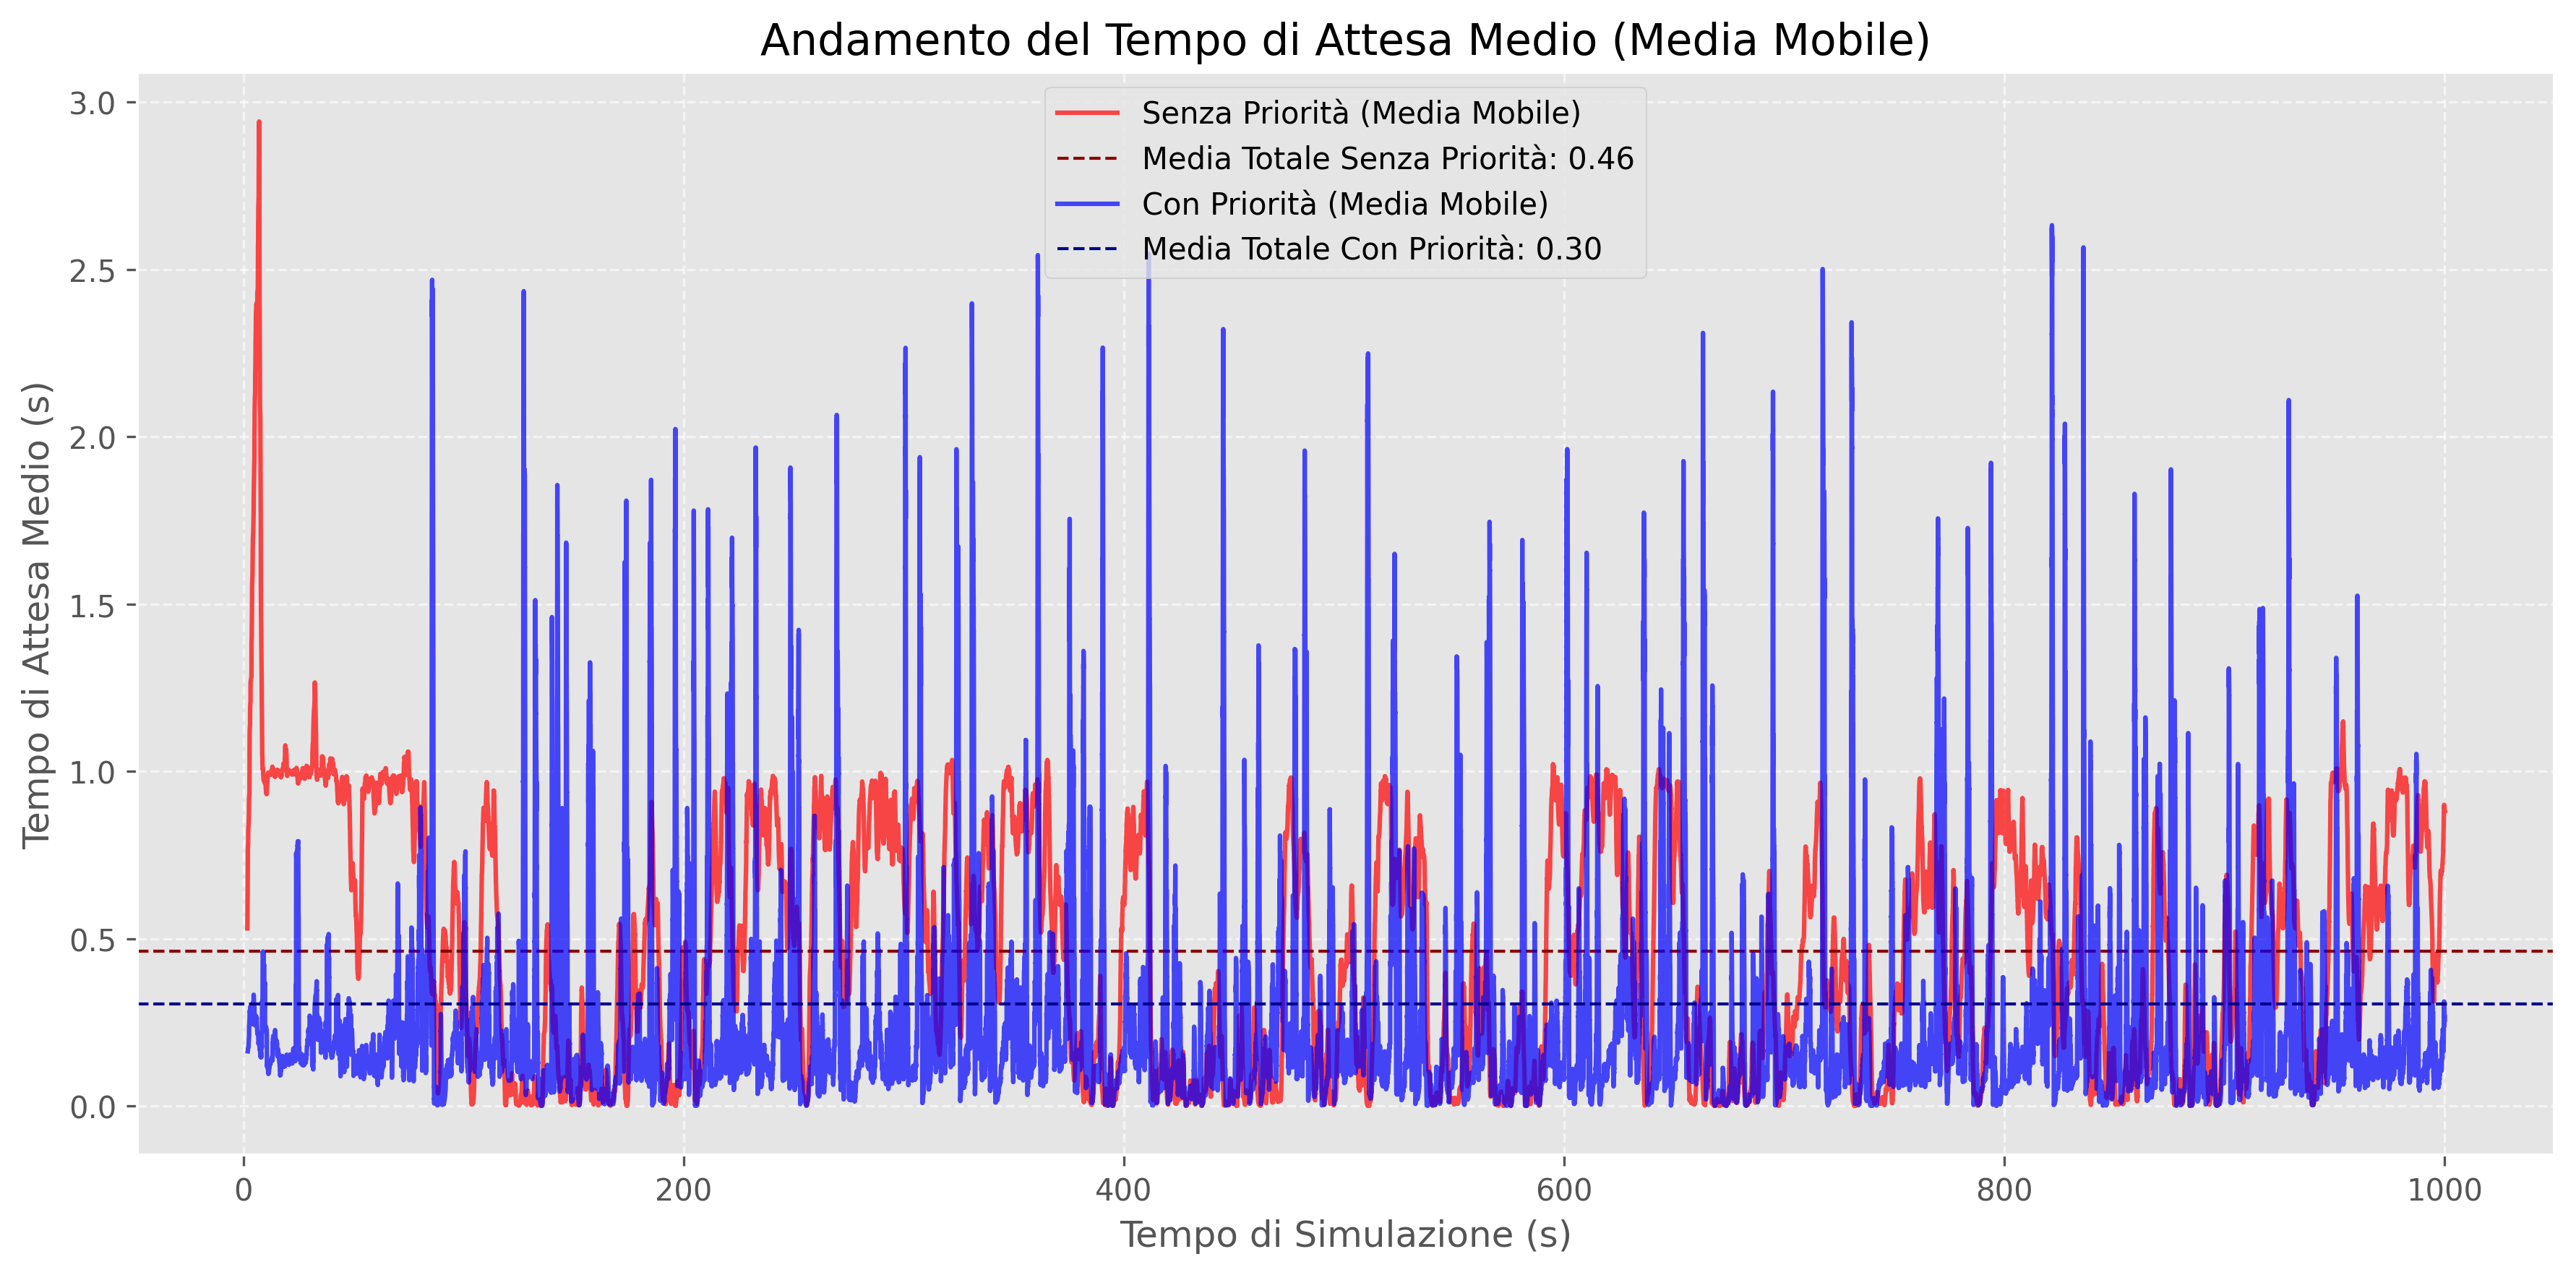 Andamento del Tempo di Attesa Medio (Media Mobile)
Senza Priorità (Media Mobile)
Media Totale Senza Priorità: 0.46
Con Priorità (Media Mobile)
Media Totale Con Priorità: 0.30
Tempo di Attesa Medio (s)
3.0
2.5
2.0
1.5
1.0
0.5
0.0
0 200 400 600 800 1000
Tempo di Simulazione (s)